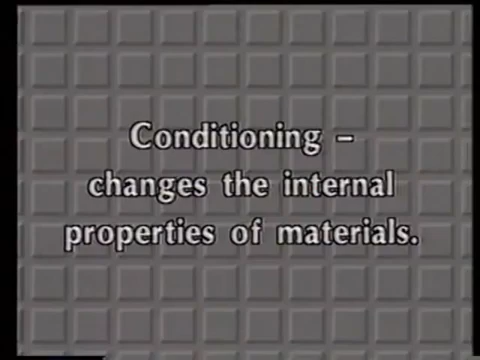 Conditioning –
changes the internal
properties of materials.